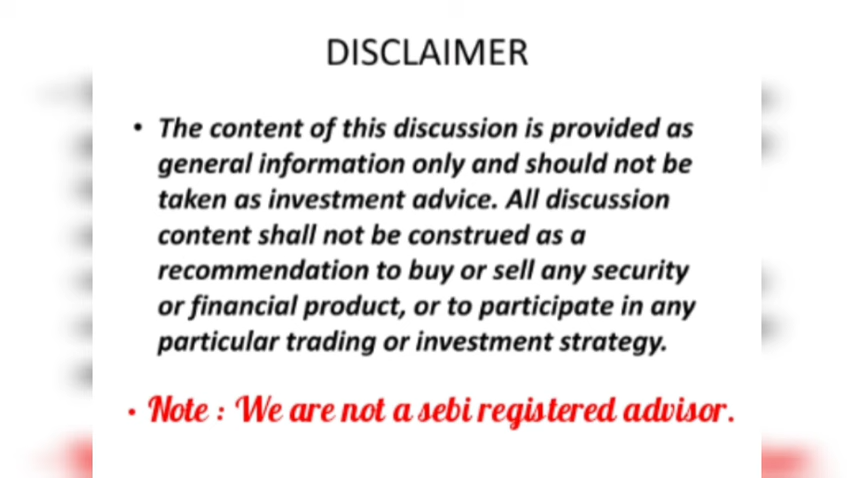 DISCLAIMER
• The content of this discussion is provided as
general information only and should not be
taken as investment advice. All discussion
content shall not be construed as a
recommendation to buy or sell any security
or financial product, or to participate in any
particular trading or investment strategy.
• Note : We are not a sebi registered advisor.